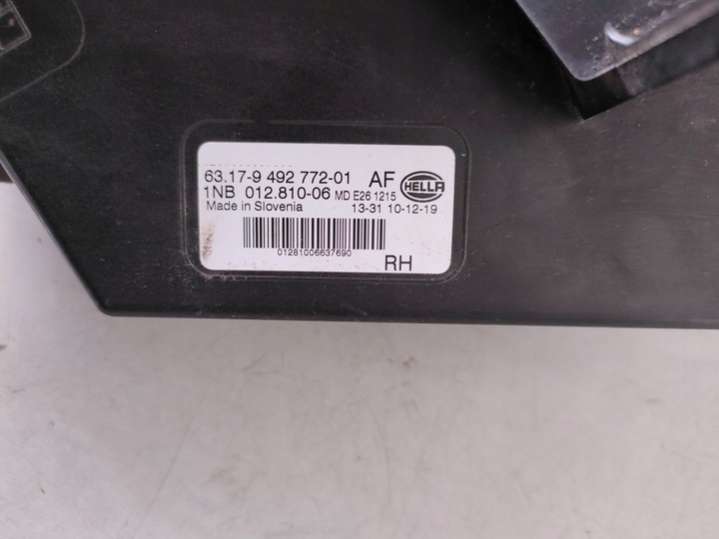 63.17-9 492 772-01 AF HELLA
1NB 012.810-06 MD E26 1215
Made in Slovenia 13-31 10-12-19
01281006637690
RH